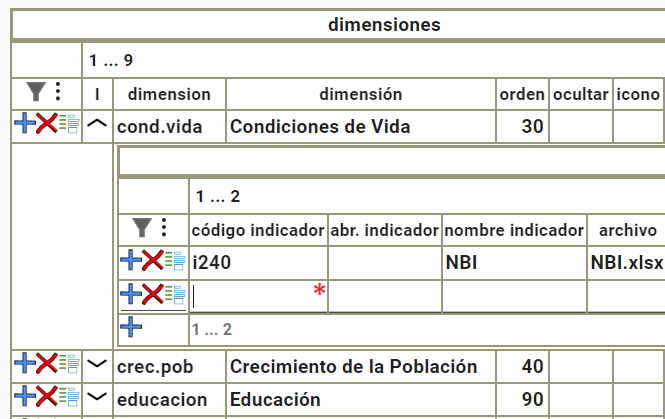 dimensiones
1 ... 9
I dimension dimensión orden ocultar icono
cond.vida Condiciones de Vida 30
1 ... 2
código indicador abr. indicador nombre indicador archivo
i240 NBI NBI.xlsx
*
1 ... 2
crec.pob Crecimiento de la Población 40
educacion Educación 90